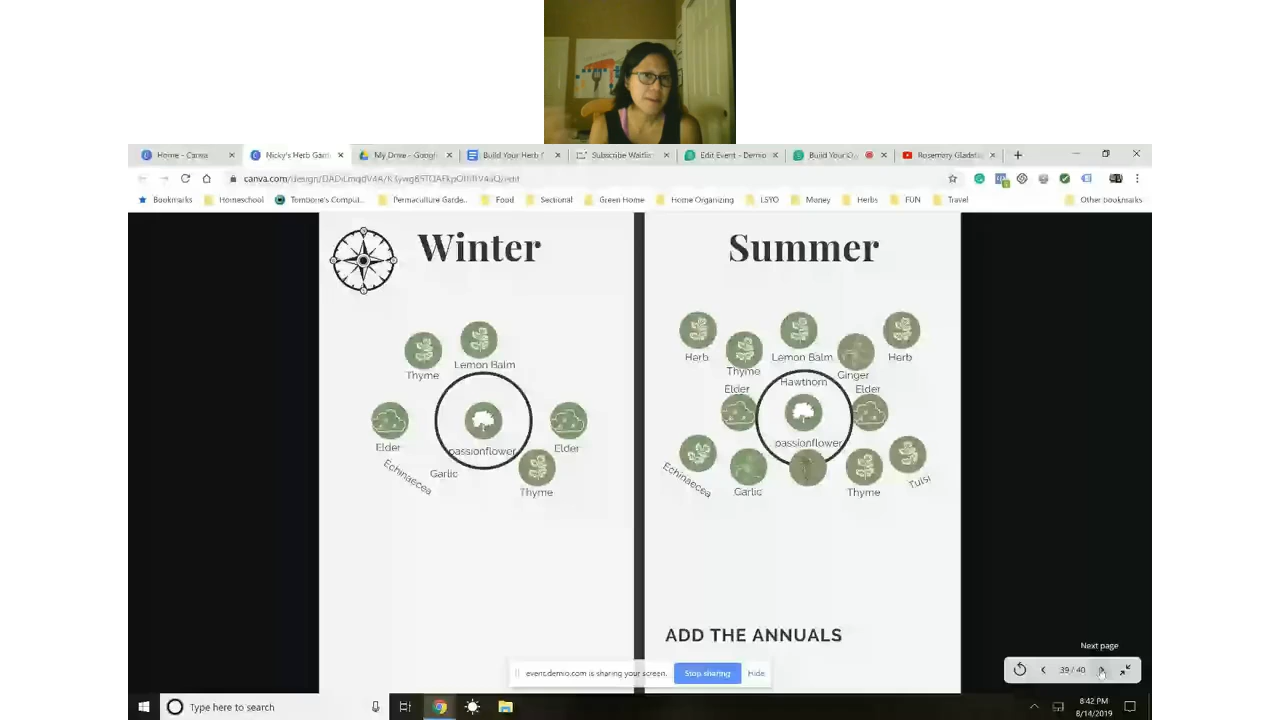 Home - Canva
Nicky's Herb Gard
My Drive - Googl
Build Your Herb
Subscribe Waitlis
Edit Event - Demio
Build Your
Rosemary Gladsta
Bookmarks
Homeschool
Tombone's Comput...
Permaculture Garde...
Food
Sectional
Green Home
Home Organizing
LSYO
Money
Herbs
FUN
Travel
Other bookmarks
Winter
Thyme
Lemon Balm
Elder
passionflower
Elder
Echinaecea
Garlic
Thyme
Summer
Herb
Thyme
Lemon Balm
Ginger
Herb
Elder
Hawthorn
Elder
passionflower
Echinaecea
Garlic
Thyme
Tulsi
ADD THE ANNUALS
Next page
39 / 40
event.demio.com is sharing your screen.
Stop sharing
Hide
Type here to search
8:42 PM
8/14/2019